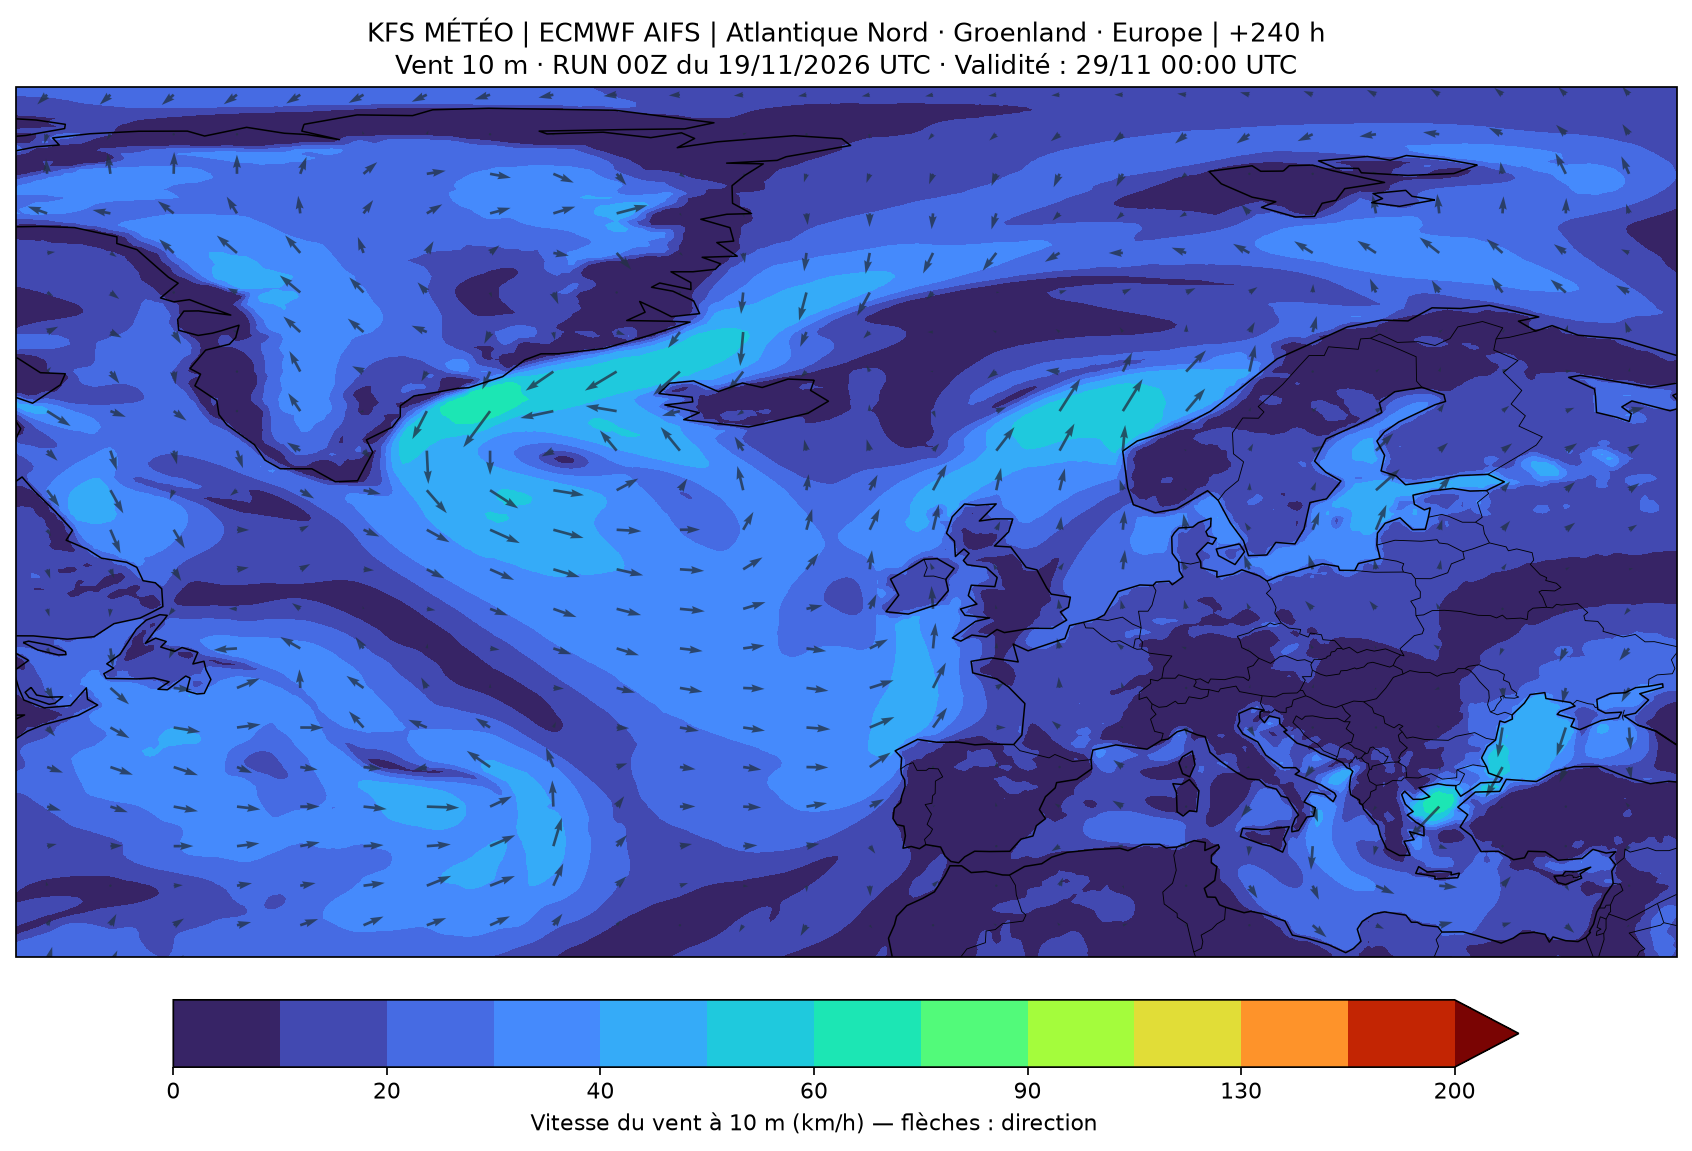 KFS MÉTÉO | ECMWF AIFS | Atlantique Nord · Groenland · Europe | +240 h
Vent 10 m · RUN 00Z du 19/11/2026 UTC · Validité : 29/11 00:00 UTC
0 20 40 60 90 130 200
Vitesse du vent à 10 m (km/h) — flèches : direction